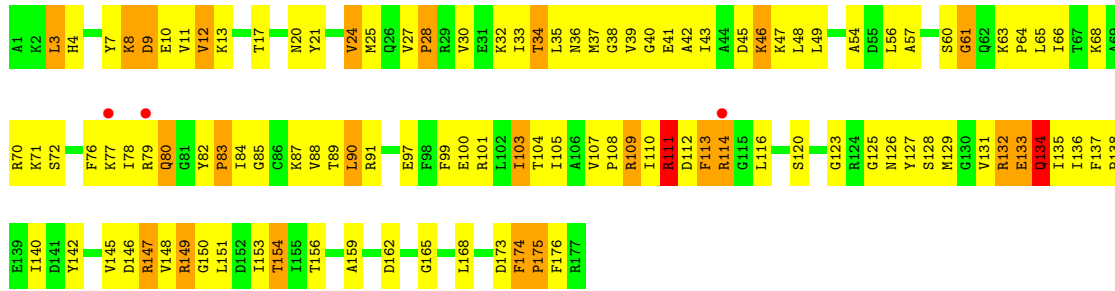 A1 K2 L3 H4 Y7 K8 D9 E10 V11 V12 K13 T17 N20 Y21 V24 M25 Q26 V27 P28 R29 V30 E31 K32 I33 T34 L35 N36 M37 G38 V39 G40 E41 A42 I43 A44 D45 K46 K47 L48 L49 A54 D55 L56 A57 S60 G61 Q62 K63 P64 L65 I66 T67 K68 A69
R70 K71 S72 F76 K77 I78 R79 Q80 G81 Y82 P83 I84 G85 C86 K87 V88 T89 L90 R91 E97 F98 F99 E100 R101 L102 I103 T104 I105 A106 V107 P108 R109 I110 R111 D112 F113 R114 G115 L116 S120 G123 R124 G125 N126 Y127 S128 M129 G130 V131 R132 E133 Q134 I135 I136 F137 P138
E139 I140 D141 Y142 V145 D146 R147 V148 R149 G150 L151 D152 I153 T154 I155 T156 A159 D162 G165 L168 D173 F174 P175 F176 R177